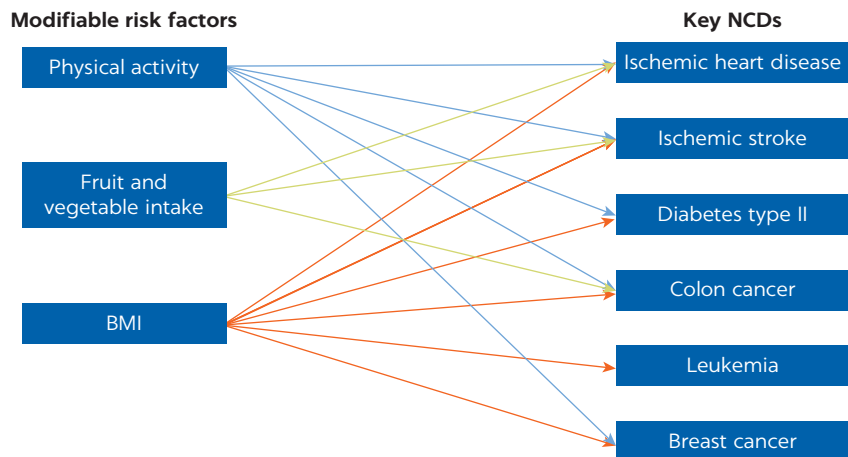 Modifiable risk factors
Physical activity
Fruit and
vegetable intake
BMI
Key NCDs
Ischemic heart disease
Ischemic stroke
Diabetes type II
Colon cancer
Leukemia
Breast cancer